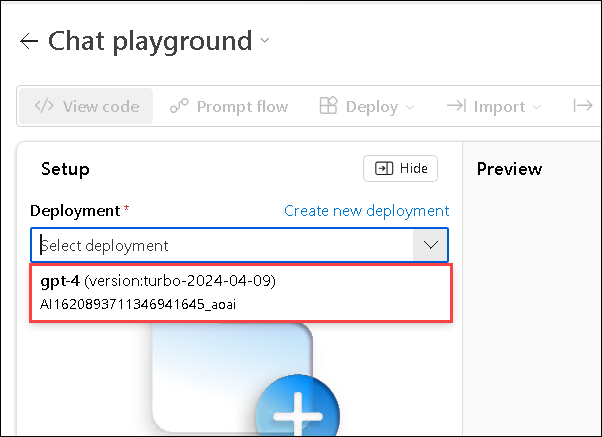 Chat playground
View code Prompt flow Deploy Import
Setup Hide Preview
Deployment * Create new deployment
Select deployment
gpt-4 (version:turbo-2024-04-09)
AI1620893711346941645_aoai